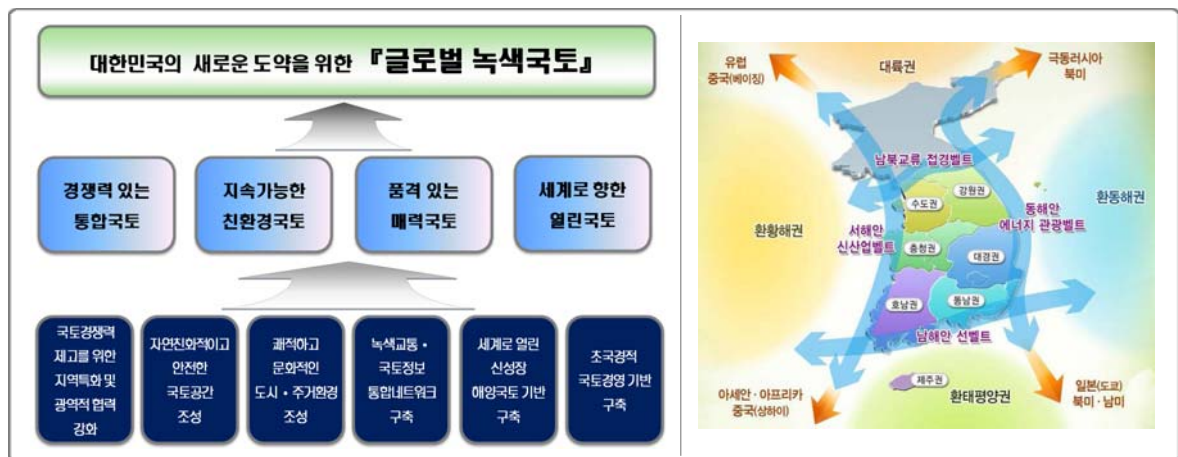 대한민국의 새로운 도약을 위한 『글로벌 녹색국토』
경쟁력 있는
통합국토
지속가능한
친환경국토
품격 있는
매력국토
세계로 향한
열린국토
국토경쟁력
제고를 위한
지역특화 및
광역적 협력
강화
자연친화적이고
안전한
국토공간
조성
쾌적하고
문화적인
도시·주거환경
조성
녹색교통·
국토정보
통합네트워크
구축
세계로 열린
신성장
해양국토 기반
구축
초국경적
국토경영 기반
구축
유럽
중국(베이징)
대륙권
극동러시아
북미
남북교류 접경벨트
강원권
수도권
환황해권
서해안
신산업벨트
동해안
에너지 관광벨트
환동해권
충청권
대경권
호남권
동남권
남해안 선벨트
아세안·아프리카
중국(상하이)
제주권
환태평양권
일본(도쿄)
북미·남미